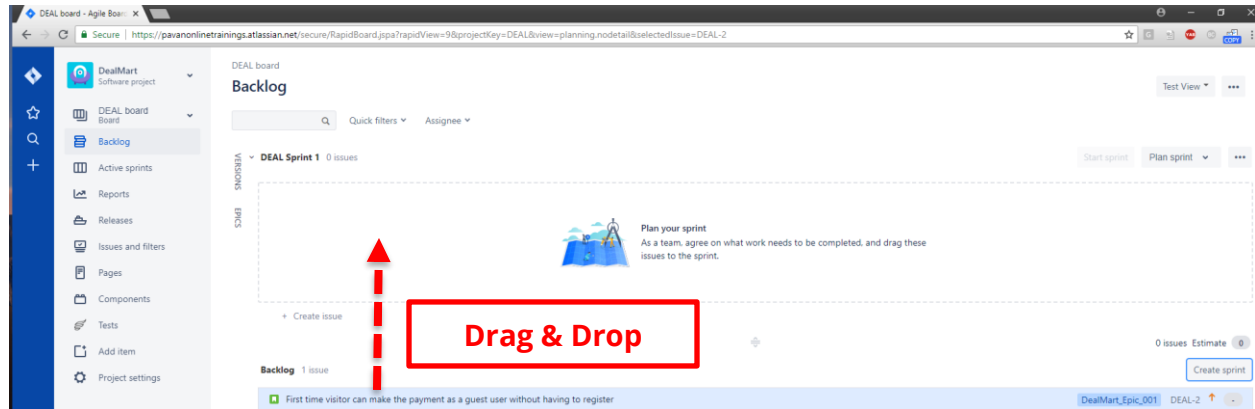 DEAL board - Agile Boar
Secure | https://pavanonlinetrainings.atlassian.net/secure/RapidBoard.jspa?rapidView=9&projectKey=DEAL&view=planning.nodetail&selectedIssue=DEAL-2
COPY
DealMart
Software project
DEAL board
Board
Backlog
Active sprints
Reports
Releases
Issues and filters
Pages
Components
Tests
Add item
Project settings
DEAL board
Backlog
Test View
Quick filters Assignee
VERSIONS
EPICS
DEAL Sprint 1 0 issues
Start sprint Plan sprint
Plan your sprint
As a team, agree on what work needs to be completed, and drag these
issues to the sprint.
+ Create issue
Drag & Drop
0 issues Estimate 0
Backlog 1 issue
Create sprint
First time visitor can make the payment as a guest user without having to register DealMart_Epic_001 DEAL-2 -